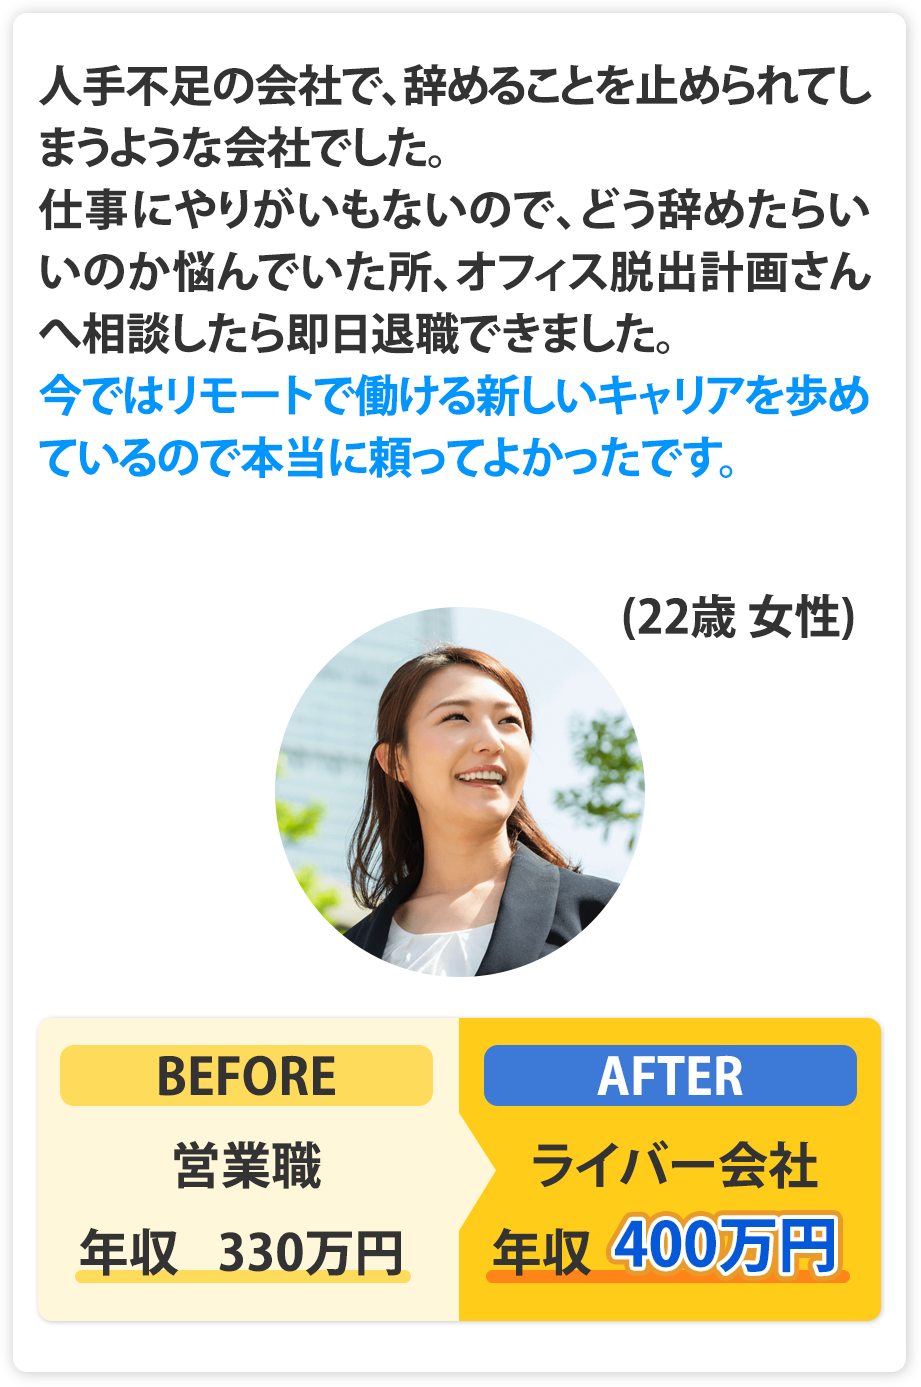 人手不足の会社で、辞めることを止められてし
まうような会社でした。
仕事にやりがいもないので、どう辞めたらい
いのか悩んでいた所、オフィス脱出計画さん
へ相談したら即日退職できました。
今ではリモートで働ける新しいキャリアを歩め
ているので本当に頼ってよかったです。
(22歳 女性)
BEFORE
営業職
年収 330万円
AFTER
ライバー会社
年収 400万円